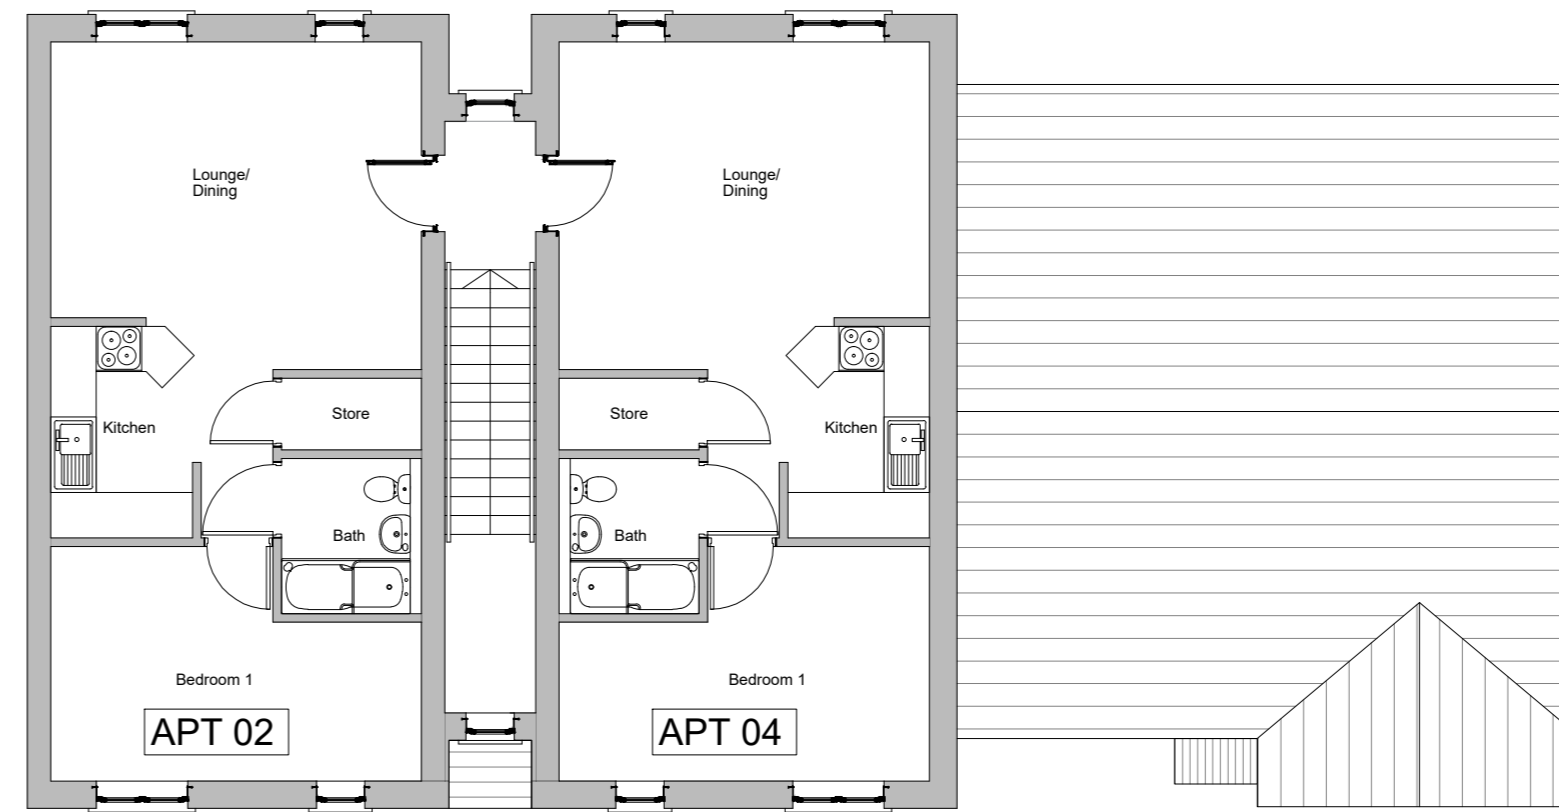 Lounge/
Dining
Lounge/
Dining
Store
Store
Kitchen
Kitchen
Bath
Bath
Bedroom 1
Bedroom 1
APT 02
APT 04